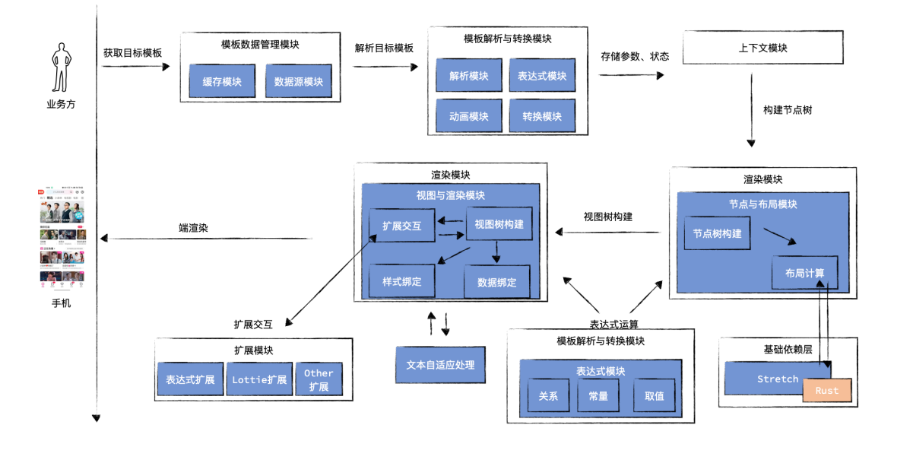 获取目标模板
业务方
模板数据管理模块
缓存模块
数据源模块
解析目标模板
模板解析与转换模块
解析模块
表达式模块
动画模块
转换模块
存储参数、状态
上下文模块
构建节点树
渲染模块
节点与布局模块
节点树构建
布局计算
视图树构建
渲染模块
视图与渲染模块
扩展交互
视图树构建
样式绑定
数据绑定
端渲染
手机
扩展交互
扩展模块
表达式扩展
Lottie扩展
Other
扩展
文本自适应处理
表达式运算
模板解析与转换模块
表达式模块
关系
常量
取值
基础依赖层
Stretch
Rust